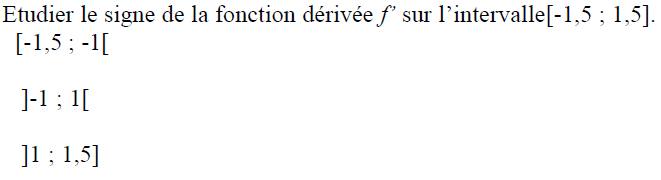 Etudier le signe de la fonction dérivée f’ sur l’intervalle[-1,5 ; 1,5].
[-1,5 ; -1[
]-1 ; 1[
]1 ; 1,5]